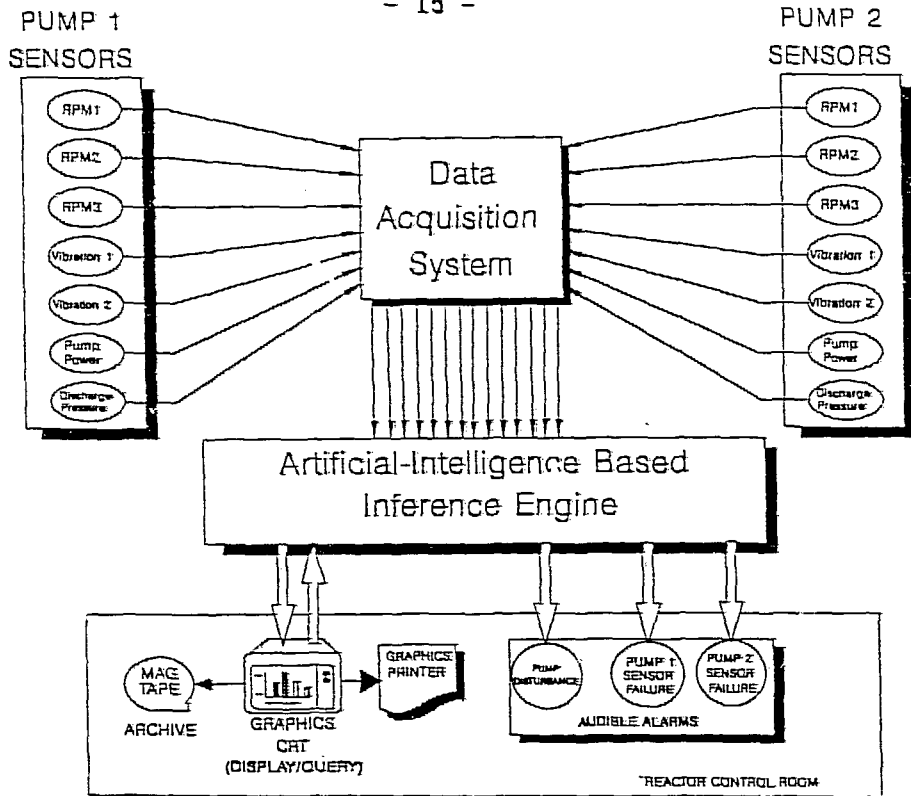 - 15 -
PUMP 1
SENSORS
RPM1
RPM2
RPM3
Vibration 1
Vibration 2
Pump
Power
Discharge
Pressure
Data
Acquisition
System
PUMP 2
SENSORS
RPM1
RPM2
RPM3
Vibration 1
Vibration 2
Pump
Power
Discharge
Pressure
Artificial-Intelligence Based
Inference Engine
MAG
TAPE
ARCHIVE
GRAPHICS
CRT
(DISPLAY/QUERY)
GRAPHICS
PRINTER
PUMP
DISTURBANCE
PUMP 1
SENSOR
FAILURE
PUMP 2
SENSOR
FAILURE
AUDIBLE ALARMS
REACTOR CONTROL ROOM